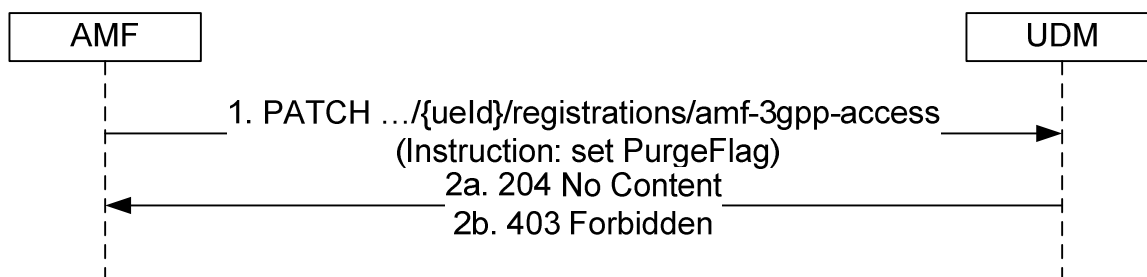 AMF
UDM
1. PATCH …/{ueId}/registrations/amf-3gpp-access
(Instruction: set PurgeFlag)
2a. 204 No Content
2b. 403 Forbidden